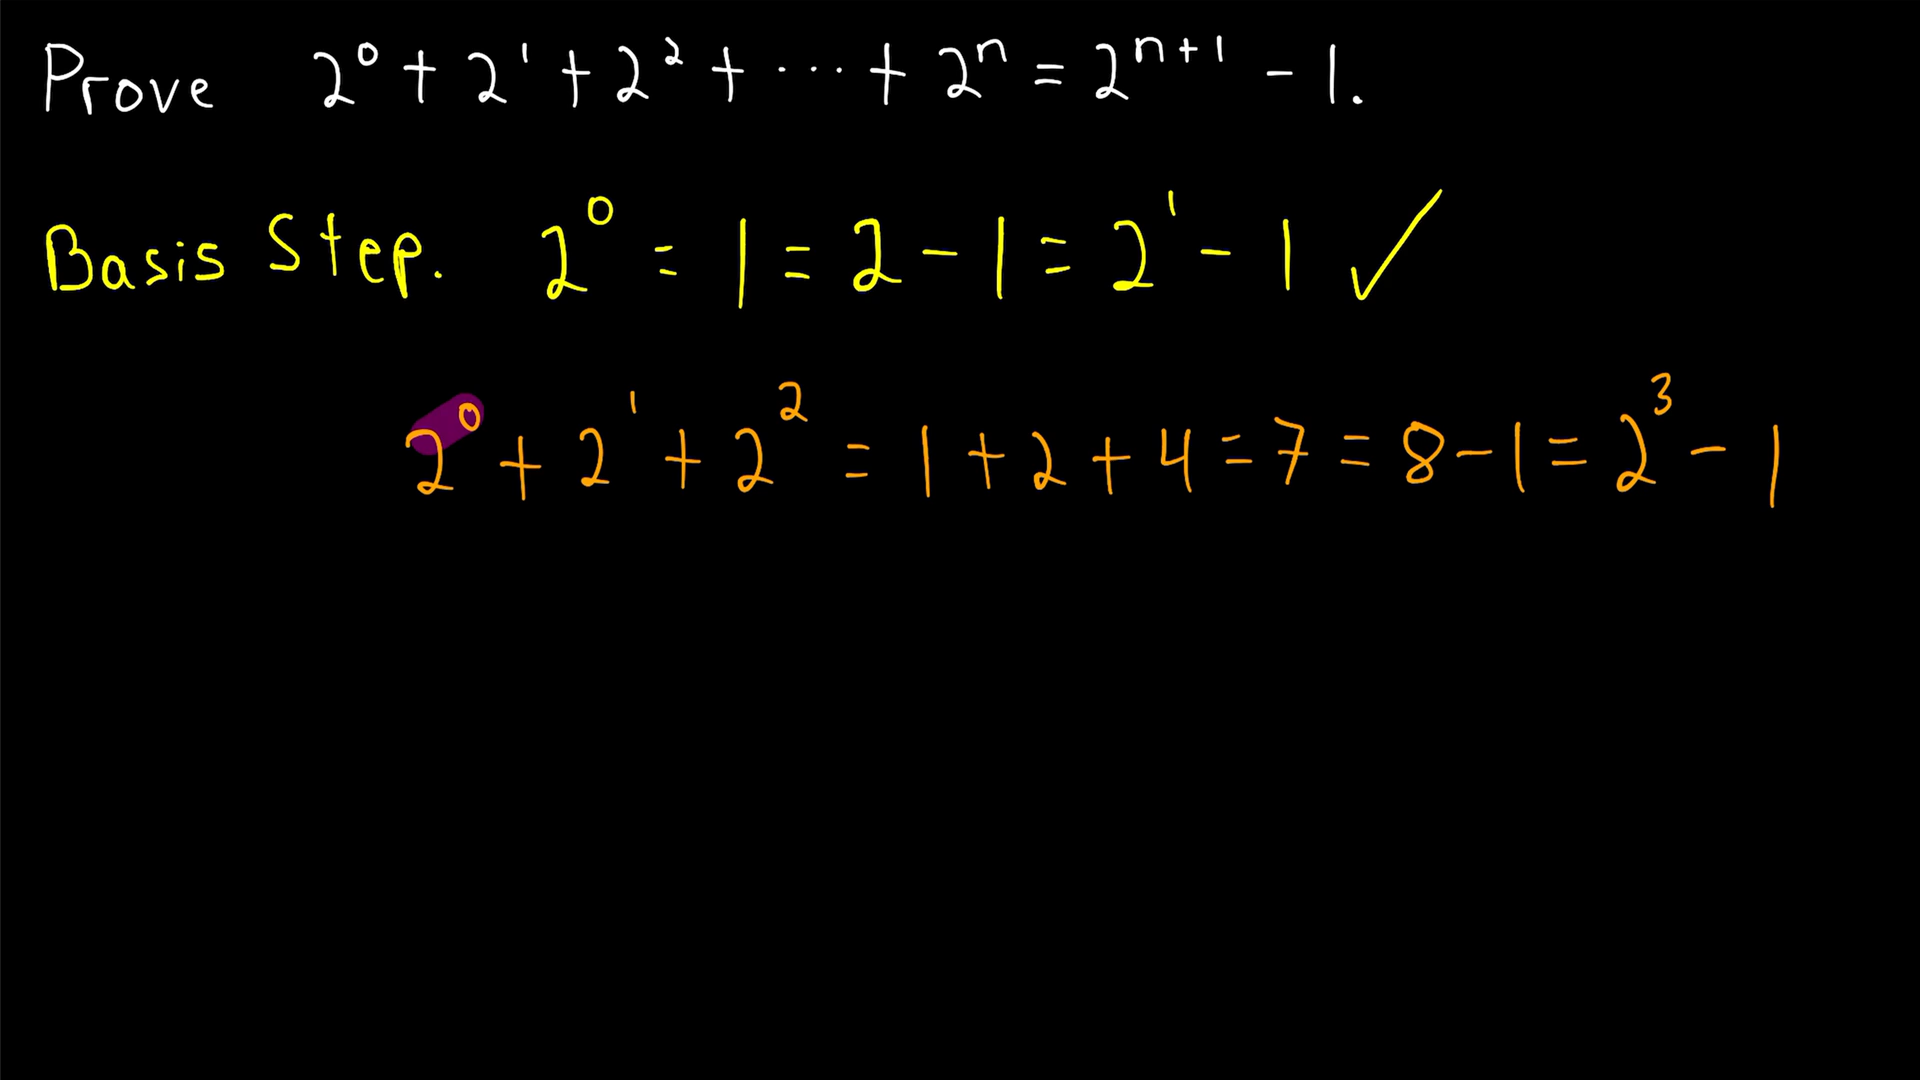 Prove 2⁰ + 2¹ + 2² + ··· + 2ⁿ = 2ⁿ⁺¹ - 1.
Basis Step. 2⁰ = 1 = 2 - 1 = 2¹ - 1 ✓
2⁰ + 2¹ + 2² = 1 + 2 + 4 = 7 = 8 - 1 = 2³ - 1